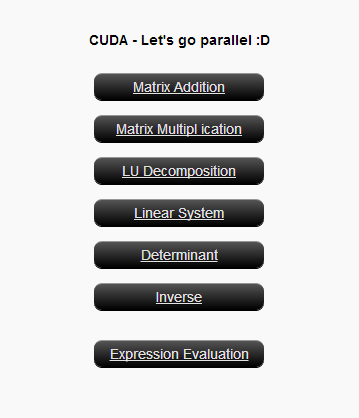 CUDA - Let's go parallel :D
Matrix Addition
Matrix Multipl ication
LU Decomposition
Linear System
Determinant
Inverse
Expression Evaluation